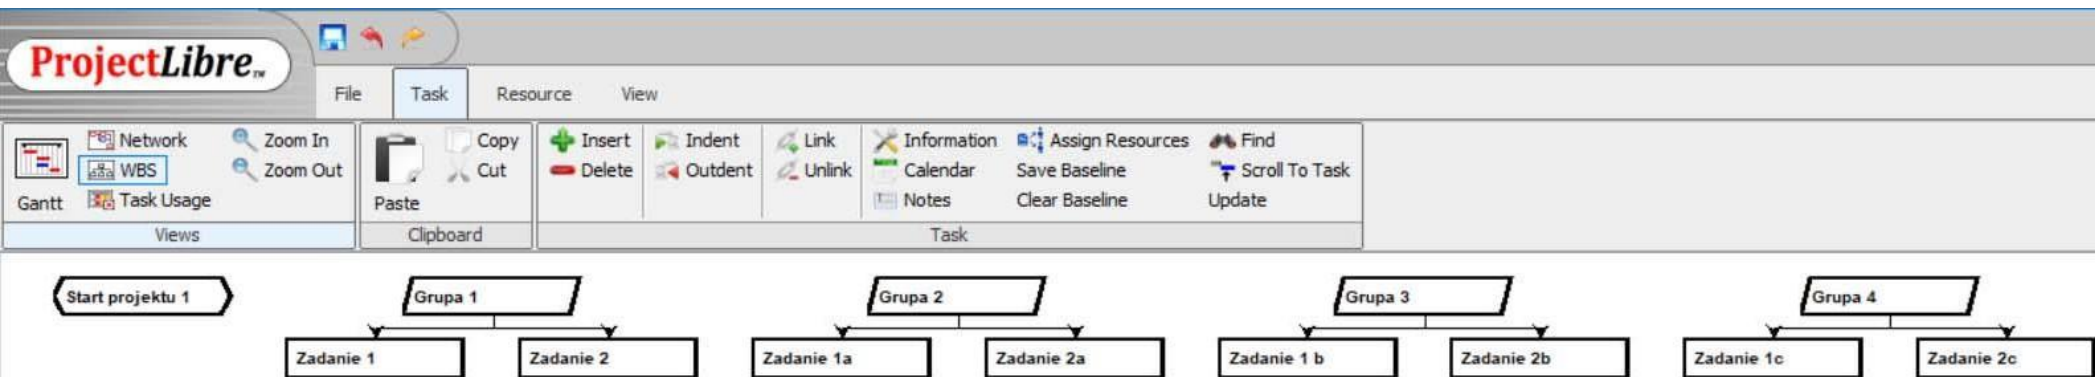 ProjectLibre™
File Task Resource View
Network Zoom In Copy Insert Indent Link Information Assign Resources Find
WBS Zoom Out Cut Delete Outdent Unlink Calendar Save Baseline Scroll To Task
Gantt Task Usage Paste Notes Clear Baseline Update
Views Clipboard Task
Start projektu 1 Grupa 1 Grupa 2 Grupa 3 Grupa 4
Zadanie 1 Zadanie 2 Zadanie 1a Zadanie 2a Zadanie 1 b Zadanie 2b Zadanie 1c Zadanie 2c